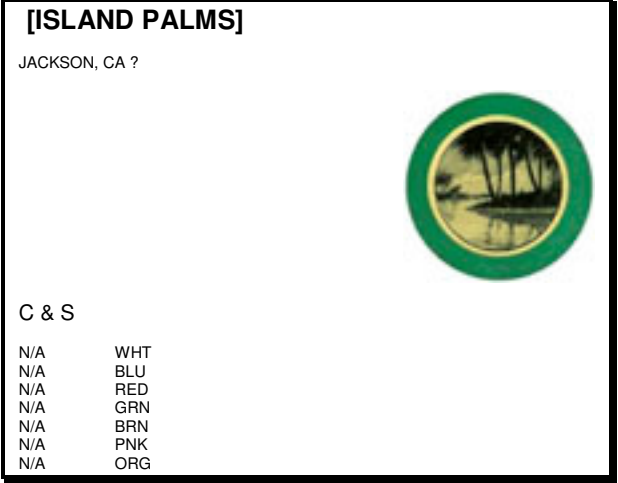 [ISLAND PALMS]
JACKSON, CA ?
C & S
N/A WHT
N/A BLU
N/A RED
N/A GRN
N/A BRN
N/A PNK
N/A ORG